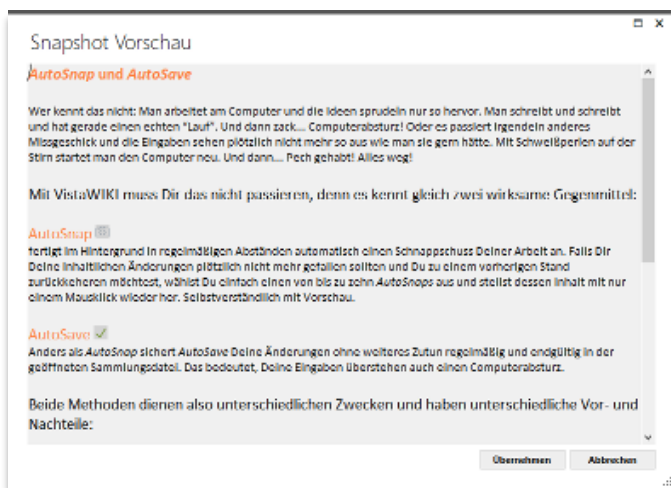 Snapshot Vorschau
AutoSnap und AutoSave
Wer kennt das nicht: Man arbeitet am Computer und die Ideen sprudeln nur so hervor. Man schreibt und schreibt
und hat gerade einen echten "Lauf". Und dann zack... Computerabsturz! Oder es passiert irgendein anderes
Missgeschick und die Eingaben sehen plötzlich nicht mehr so aus wie man sie gern hätte. Mit Schweißperlen auf der
Stirn startet man den Computer neu. Und dann... Pech gehabt! Alles weg!
Mit VistaWIKI muss Dir das nicht passieren, denn es kennt gleich zwei wirksame Gegenmittel:
AutoSnap
fertigt im Hintergrund in regelmäßigen Abständen automatisch einen Schnappschuss Deiner Arbeit an. Falls Dir
Deine inhaltlichen Änderungen plötzlich nicht mehr gefallen sollten und Du zu einem vorherigen Stand
zurückkeheren möchtest, wählst Du einfach einen von bis zu zehn AutoSnaps aus und stellst dessen Inhalt mit nur
einem Mausklick wieder her. Selbstverständlich mit Vorschau.
AutoSave
Anders als AutoSnap sichert AutoSave Deine Änderungen ohne weiteres Zutun regelmäßig und endgültig in der
geöffneten Sammlungsdatei. Das bedeutet, Deine Eingaben überstehen auch einen Computerabsturz.
Beide Methoden dienen also unterschiedlichen Zwecken und haben unterschiedliche Vor- und
Nachteile:
Übernehmen Abbrechen